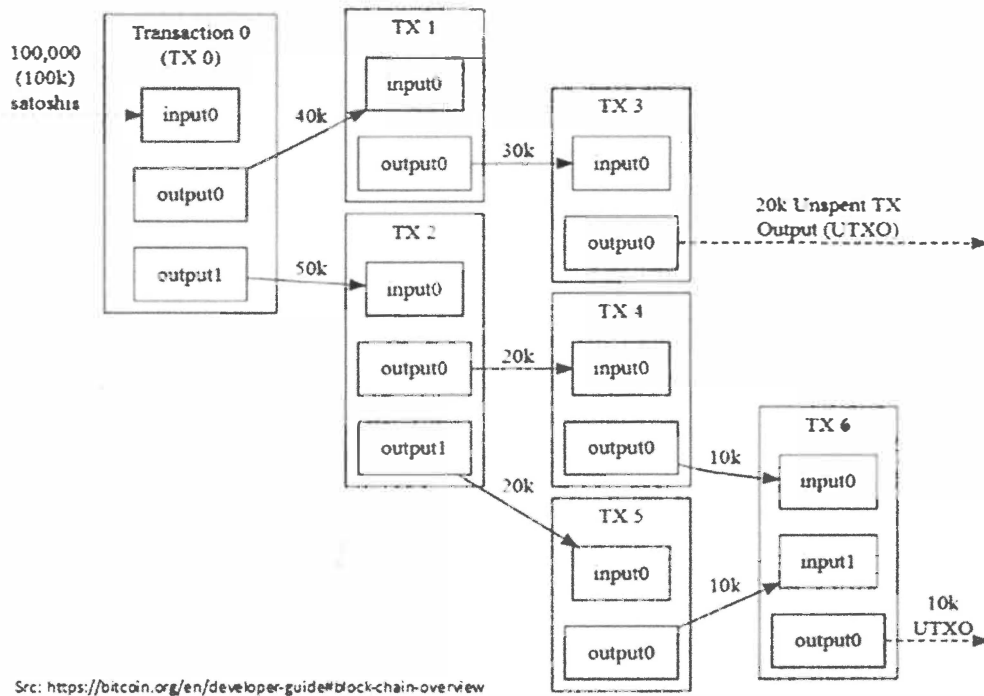 100,000
(100k)
satoshis
Transaction 0
(TX 0)
input0
output0
output1
40k
50k
TX 1
input0
output0
30k
TX 2
input0
output0
output1
20k
20k
TX 3
input0
output0
20k Unspent TX
Output (UTXO)
TX 4
input0
output0
10k
TX 5
input0
output0
10k
TX 6
input0
input1
output0
10k
UTXO
Src: https://bitcoin.org/en/developer-guide#block-chain-overview